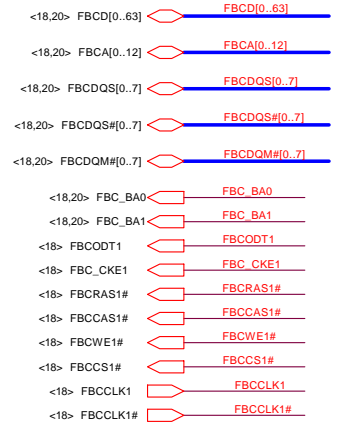 <18,20> FBCD[0..63] FBCD[0..63]
<18,20> FBCA[0..12] FBCA[0..12]
<18,20> FBCDQS[0..7] FBCDQS[0..7]
<18,20> FBCDQS#[0..7] FBCDQS#[0..7]
<18,20> FBCDQM#[0..7] FBCDQM#[0..7]
<18,20> FBC_BA0 FBC_BA0
<18,20> FBC_BA1 FBC_BA1
<18> FBCODT1 FBCODT1
<18> FBC_CKE1 FBC_CKE1
<18> FBCRAS1# FBCRAS1#
<18> FBCCAS1# FBCCAS1#
<18> FBCWE1# FBCWE1#
<18> FBCCS1# FBCCS1#
<18> FBCCLK1 FBCCLK1
<18> FBCCLK1# FBCCLK1#